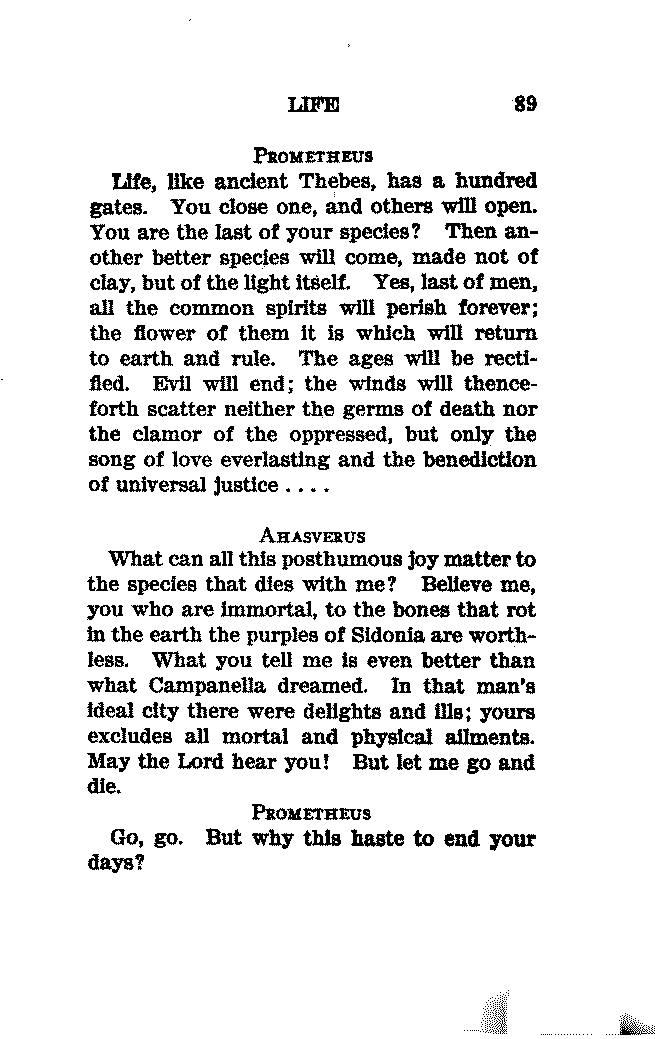 LIFE 89
PROMETHEUS
Life, like ancient Thebes, has a hundred
gates. You close one, and others will open.
You are the last of your species? Then an-
other better species will come, made not of
clay, but of the light itself. Yes, last of men,
all the common spirits will perish forever;
the flower of them it is which will return
to earth and rule. The ages will be recti-
fied. Evil will end; the winds will thence-
forth scatter neither the germs of death nor
the clamor of the oppressed, but only the
song of love everlasting and the benediction
of universal justice . . . .
AHASVERUS
What can all this posthumous joy matter to
the species that dies with me? Believe me,
you who are immortal, to the bones that rot
in the earth the purples of Sidonia are worth-
less. What you tell me is even better than
what Campanella dreamed. In that man's
ideal city there were delights and ills; yours
excludes all mortal and physical ailments.
May the Lord hear you! But let me go and
die.
PROMETHEUS
Go, go. But why this haste to end your
days?